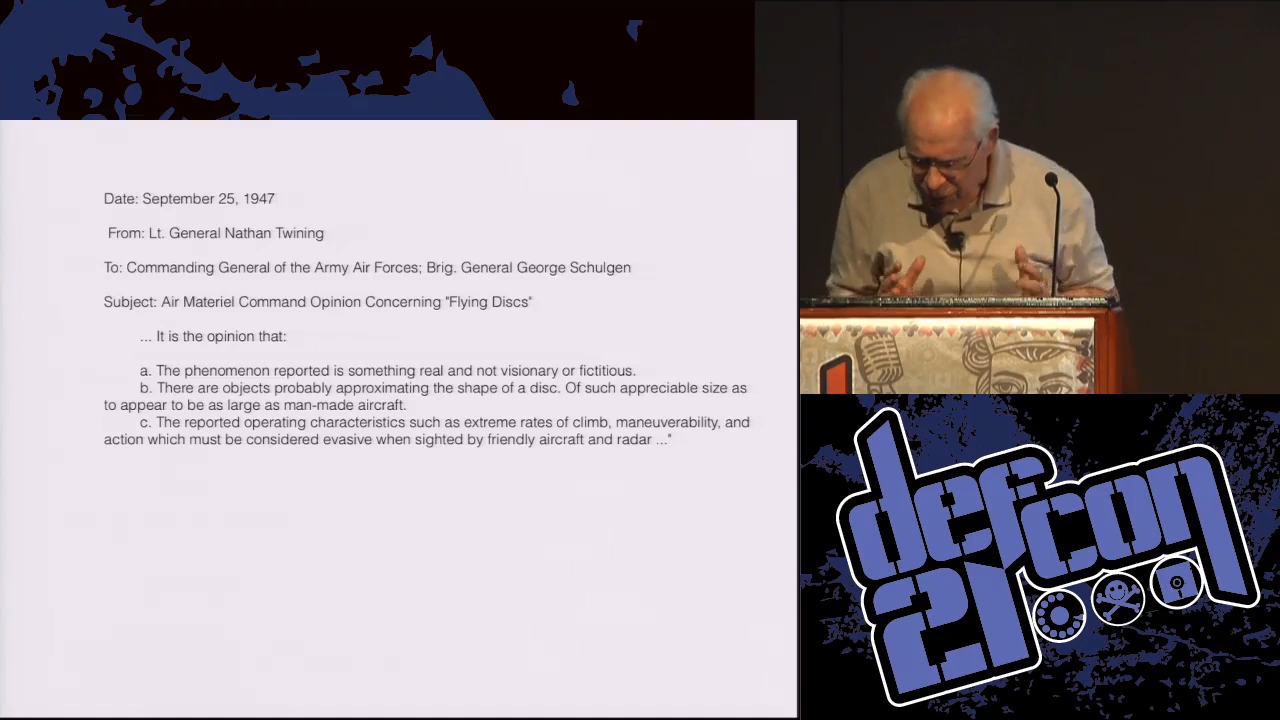 Date: September 25, 1947
From: Lt. General Nathan Twining
To: Commanding General of the Army Air Forces; Brig. General George Schulgen
Subject: Air Materiel Command Opinion Concerning "Flying Discs"
... It is the opinion that:
a. The phenomenon reported is something real and not visionary or fictitious.
b. There are objects probably approximating the shape of a disc. Of such appreciable size as
to appear to be as large as man-made aircraft.
c. The reported operating characteristics such as extreme rates of climb, maneuverability, and
action which must be considered evasive when sighted by friendly aircraft and radar ..."
defcon
21